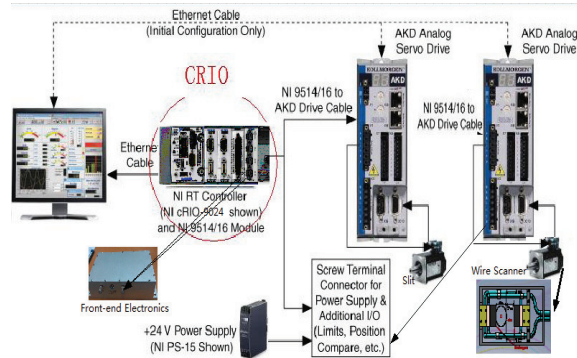 Ethernet Cable
(Initial Configuration Only)
AKD Analog
Servo Drive
AKD Analog
Servo Drive
CRIO
KOLLMORGEN
AKD
KOLLMORGEN
AKD
NI 9514/16 to
AKD Drive Cable
NI 9514/16 to
AKD Drive Cable
Ethernet
Cable
NI RT Controller
(NI cRIO-9024 shown)
and NI 9514/16 Module
Front-end Electronics
+24 V Power Supply
(NI PS-15 Shown)
Screw Terminal
Connector for
Power Supply &
Additional I/O
(Limits, Position
Compare, etc.)
Slit
Wire Scanner